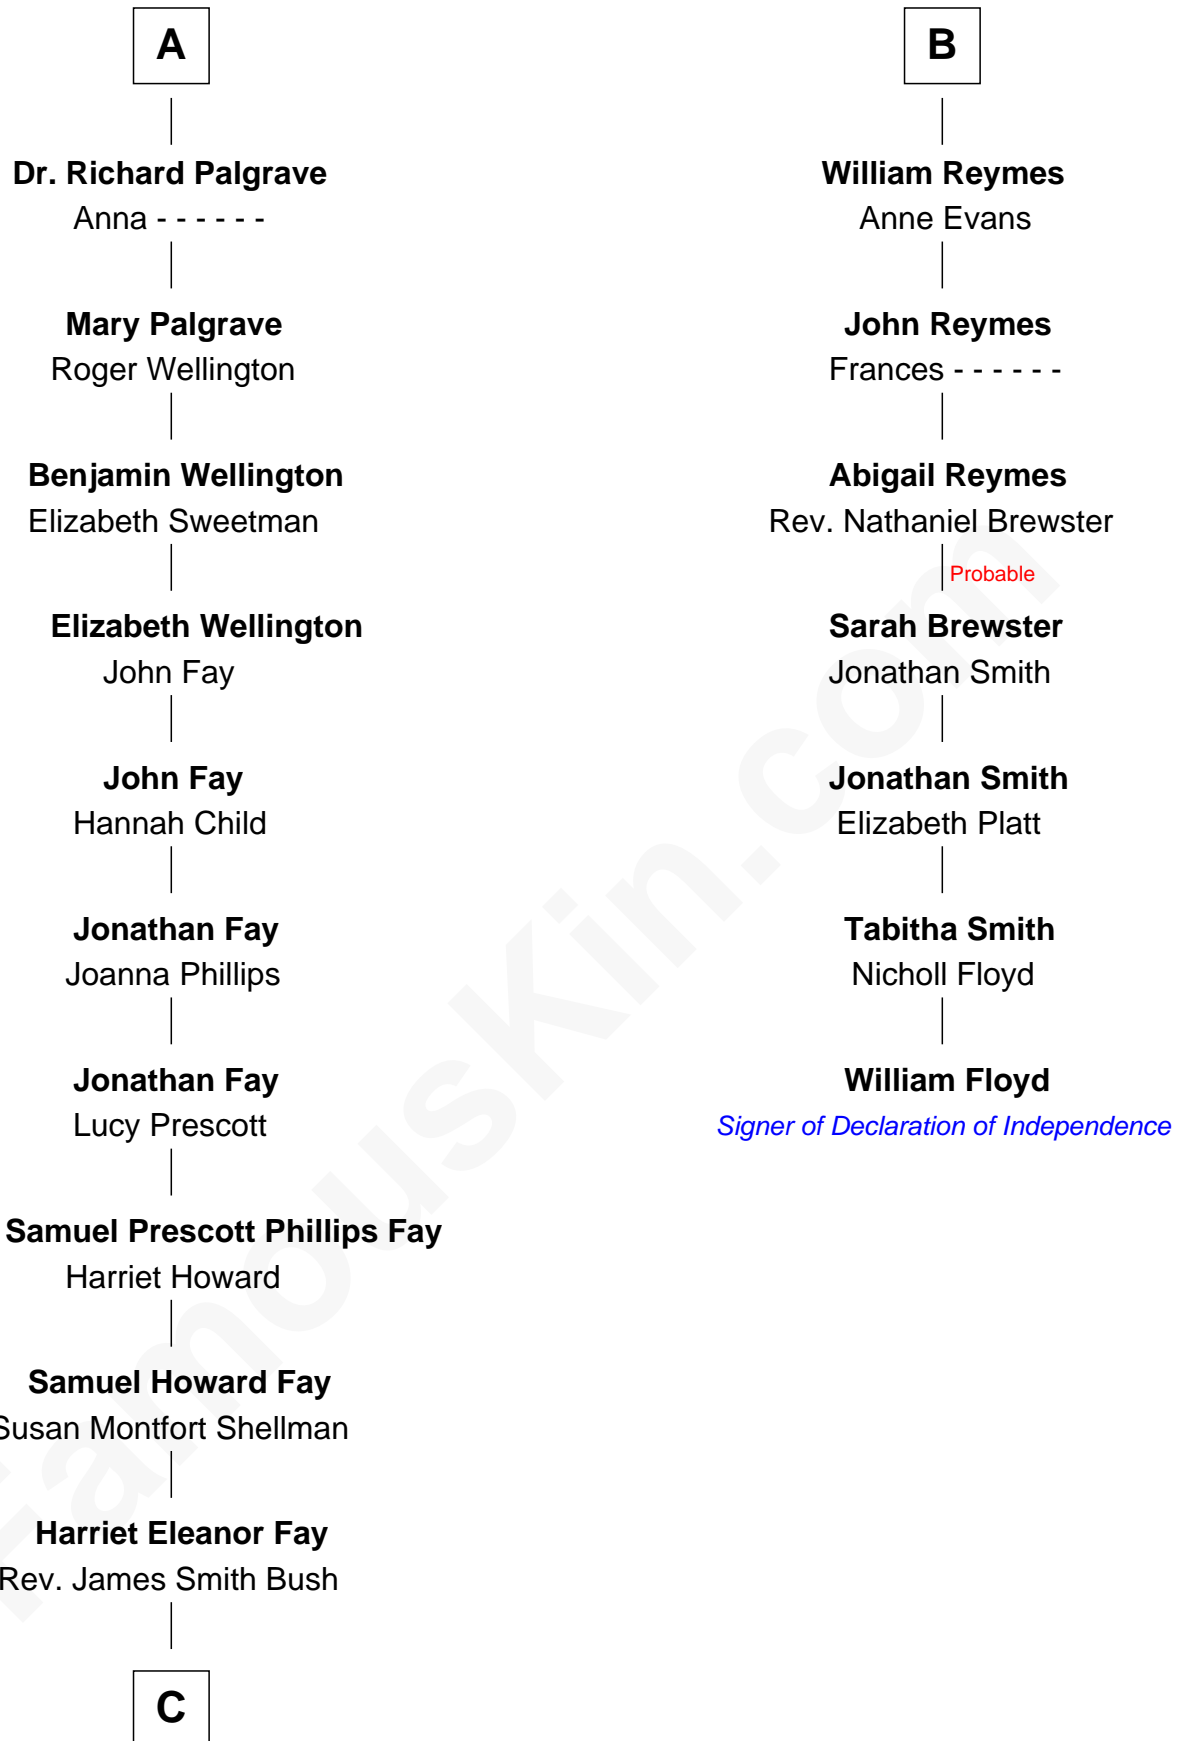 A
Dr. Richard Palgrave
Anna - - - - - -
Mary Palgrave
Roger Wellington
Benjamin Wellington
Elizabeth Sweetman
Elizabeth Wellington
John Fay
John Fay
Hannah Child
Jonathan Fay
Joanna Phillips
Jonathan Fay
Lucy Prescott
Samuel Prescott Phillips Fay
Harriet Howard
Samuel Howard Fay
Susan Montfort Shellman
Harriet Eleanor Fay
Rev. James Smith Bush
C
B
William Reymes
Anne Evans
John Reymes
Frances - - - - - -
Abigail Reymes
Rev. Nathaniel Brewster
Probable
Sarah Brewster
Jonathan Smith
Jonathan Smith
Elizabeth Platt
Tabitha Smith
Nicholl Floyd
William Floyd
Signer of Declaration of Independence
FamousKin.com